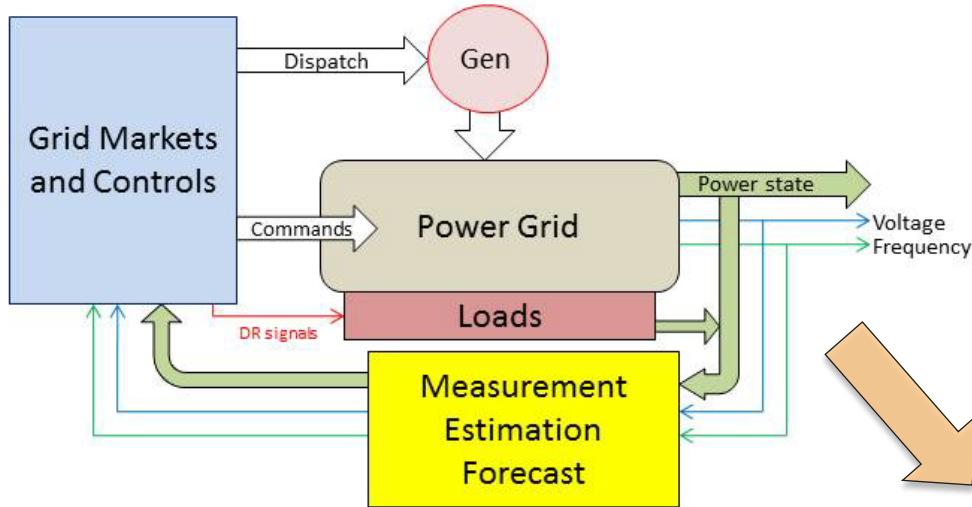 Dispatch
Gen
Grid Markets
and Controls
Power state
Commands
Power Grid
Voltage
Frequency
DR signals
Loads
Measurement
Estimation
Forecast